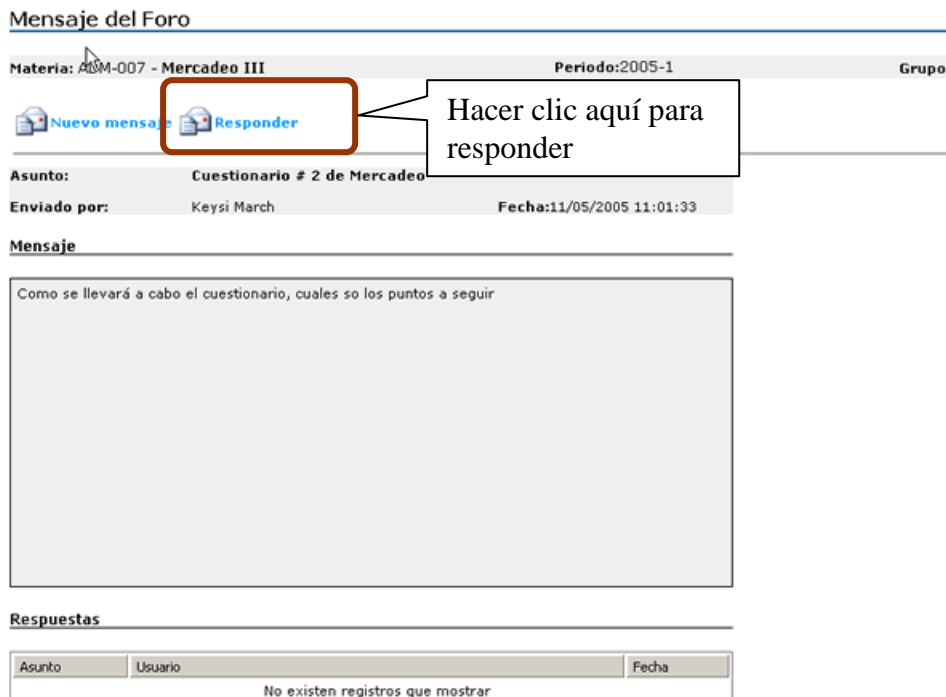 Mensaje del Foro
Materia: ADM-007 - Mercadeo III Periodo:2005-1 Grupo
Nuevo mensaje Responder
Hacer clic aquí para
responder
Asunto: Cuestionario # 2 de Mercadeo
Enviado por: Keysi March Fecha:11/05/2005 11:01:33
Mensaje
Como se llevará a cabo el cuestionario, cuales so los puntos a seguir
Respuestas
Asunto Usuario Fecha
No existen registros que mostrar